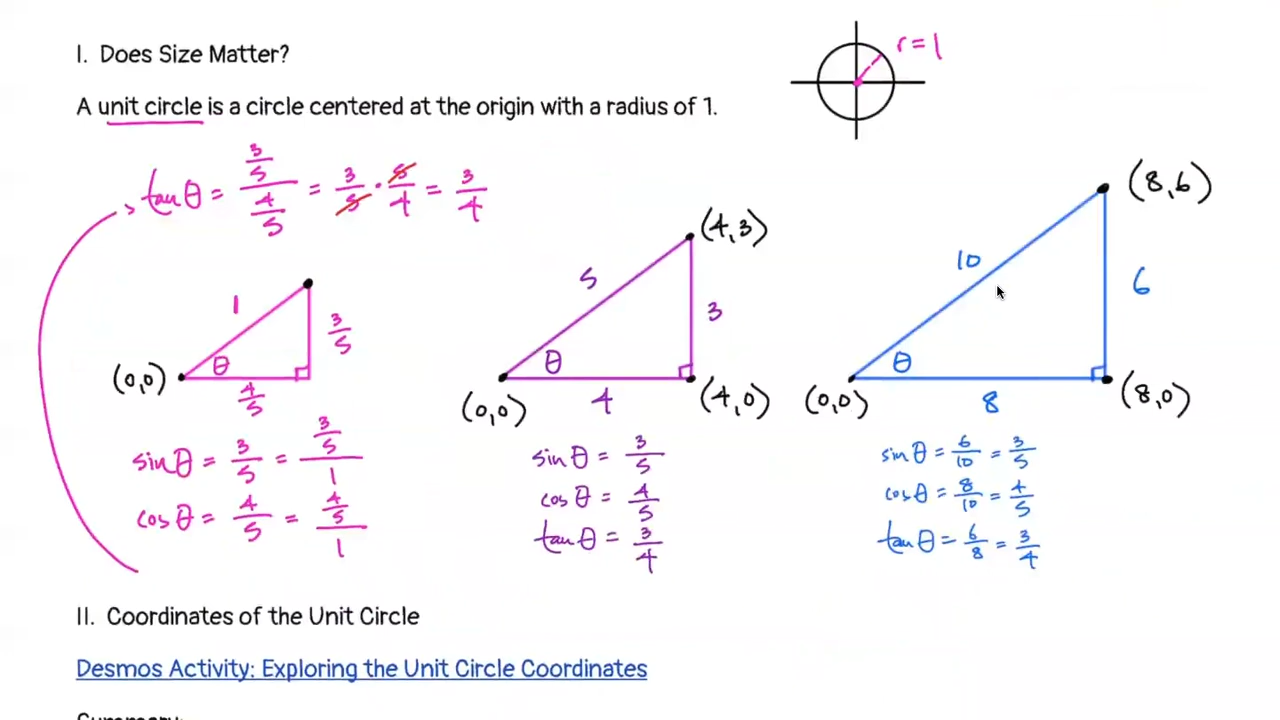 I. Does Size Matter?
r = 1
A unit circle is a circle centered at the origin with a radius of 1.
tan θ = (3/5)/(4/5) = 3/5 · 5/4 = 3/4
1
θ
3/5
4/5
(0,0)
sin θ = 3/5 = (3/5)/1
cos θ = 4/5 = (4/5)/1
(4,3)
5
3
θ
(0,0)
4
(4,0)
sin θ = 3/5
cos θ = 4/5
tan θ = 3/4
(8,6)
10
6
θ
(0,0)
8
(8,0)
sin θ = 6/10 = 3/5
cos θ = 8/10 = 4/5
tan θ = 6/8 = 3/4
II. Coordinates of the Unit Circle
Desmos Activity: Exploring the Unit Circle Coordinates
Summary: